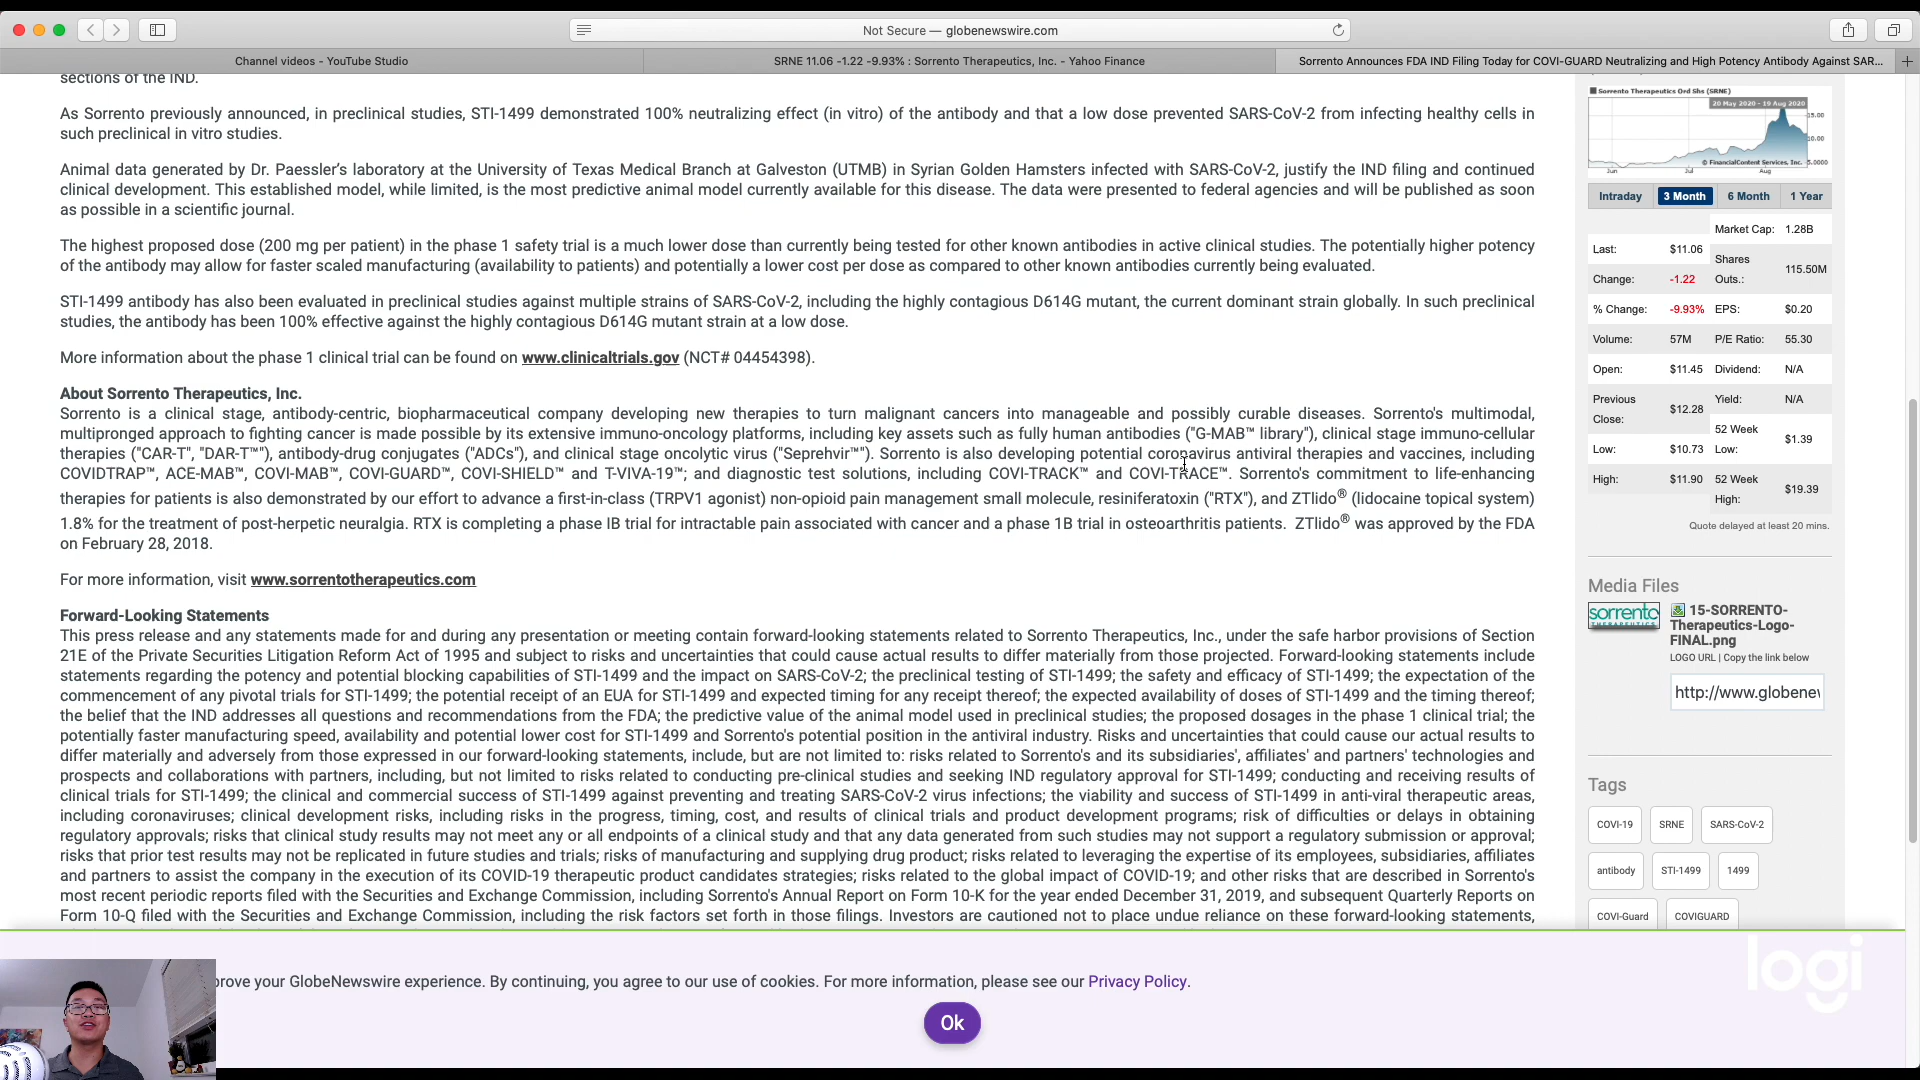 Not Secure — globenewswire.com
Channel videos - YouTube Studio
SRNE 11.06 -1.22 -9.93% : Sorrento Therapeutics, Inc. - Yahoo Finance
Sorrento Announces FDA IND Filing Today for COVI-GUARD Neutralizing and High Potency Antibody Against SAR...
sections of the IND.
As Sorrento previously announced, in preclinical studies, STI-1499 demonstrated 100% neutralizing effect (in vitro) of the antibody and that a low dose prevented SARS-CoV-2 from infecting healthy cells in
such preclinical in vitro studies.
Animal data generated by Dr. Paessler’s laboratory at the University of Texas Medical Branch at Galveston (UTMB) in Syrian Golden Hamsters infected with SARS-CoV-2, justify the IND filing and continued
clinical development. This established model, while limited, is the most predictive animal model currently available for this disease. The data were presented to federal agencies and will be published as soon
as possible in a scientific journal.
The highest proposed dose (200 mg per patient) in the phase 1 safety trial is a much lower dose than currently being tested for other known antibodies in active clinical studies. The potentially higher potency
of the antibody may allow for faster scaled manufacturing (availability to patients) and potentially a lower cost per dose as compared to other known antibodies currently being evaluated.
STI-1499 antibody has also been evaluated in preclinical studies against multiple strains of SARS-CoV-2, including the highly contagious D614G mutant, the current dominant strain globally. In such preclinical
studies, the antibody has been 100% effective against the highly contagious D614G mutant strain at a low dose.
More information about the phase 1 clinical trial can be found on www.clinicaltrials.gov (NCT# 04454398).
About Sorrento Therapeutics, Inc.
Sorrento is a clinical stage, antibody-centric, biopharmaceutical company developing new therapies to turn malignant cancers into manageable and possibly curable diseases. Sorrento's multimodal,
multipronged approach to fighting cancer is made possible by its extensive immuno-oncology platforms, including key assets such as fully human antibodies ("G-MAB™ library"), clinical stage immuno-cellular
therapies ("CAR-T", "DAR-T™"), antibody-drug conjugates ("ADCs"), and clinical stage oncolytic virus ("Seprehvir™"). Sorrento is also developing potential coronavirus antiviral therapies and vaccines, including
COVIDTRAP™, ACE-MAB™, COVI-MAB™, COVI-GUARD™, COVI-SHIELD™ and T-VIVA-19™; and diagnostic test solutions, including COVI-TRACK™ and COVI-TRACE™. Sorrento's commitment to life-enhancing
therapies for patients is also demonstrated by our effort to advance a first-in-class (TRPV1 agonist) non-opioid pain management small molecule, resiniferatoxin ("RTX"), and ZTlido® (lidocaine topical system)
1.8% for the treatment of post-herpetic neuralgia. RTX is completing a phase IB trial for intractable pain associated with cancer and a phase 1B trial in osteoarthritis patients. ZTlido® was approved by the FDA
on February 28, 2018.
For more information, visit www.sorrentotherapeutics.com
Forward-Looking Statements
This press release and any statements made for and during any presentation or meeting contain forward-looking statements related to Sorrento Therapeutics, Inc., under the safe harbor provisions of Section
21E of the Private Securities Litigation Reform Act of 1995 and subject to risks and uncertainties that could cause actual results to differ materially from those projected. Forward-looking statements include
statements regarding the potency and potential blocking capabilities of STI-1499 and the impact on SARS-CoV-2; the preclinical testing of STI-1499; the safety and efficacy of STI-1499; the expectation of the
commencement of any pivotal trials for STI-1499; the potential receipt of an EUA for STI-1499 and expected timing for any receipt thereof; the expected availability of doses of STI-1499 and the timing thereof;
the belief that the IND addresses all questions and recommendations from the FDA; the predictive value of the animal model used in preclinical studies; the proposed dosages in the phase 1 clinical trial; the
potentially faster manufacturing speed, availability and potential lower cost for STI-1499 and Sorrento's potential position in the antiviral industry. Risks and uncertainties that could cause our actual results to
differ materially and adversely from those expressed in our forward-looking statements, include, but are not limited to: risks related to Sorrento's and its subsidiaries', affiliates' and partners' technologies and
prospects and collaborations with partners, including, but not limited to risks related to conducting pre-clinical studies and seeking IND regulatory approval for STI-1499; conducting and receiving results of
clinical trials for STI-1499; the clinical and commercial success of STI-1499 against preventing and treating SARS-CoV-2 virus infections; the viability and success of STI-1499 in anti-viral therapeutic areas,
including coronaviruses; clinical development risks, including risks in the progress, timing, cost, and results of clinical trials and product development programs; risk of difficulties or delays in obtaining
regulatory approvals; risks that clinical study results may not meet any or all endpoints of a clinical study and that any data generated from such studies may not support a regulatory submission or approval;
risks that prior test results may not be replicated in future studies and trials; risks of manufacturing and supplying drug product; risks related to leveraging the expertise of its employees, subsidiaries, affiliates
and partners to assist the company in the execution of its COVID-19 therapeutic product candidates strategies; risks related to the global impact of COVID-19; and other risks that are described in Sorrento's
most recent periodic reports filed with the Securities and Exchange Commission, including Sorrento's Annual Report on Form 10-K for the year ended December 31, 2019, and subsequent Quarterly Reports on
Form 10-Q filed with the Securities and Exchange Commission, including the risk factors set forth in those filings. Investors are cautioned not to place undue reliance on these forward-looking statements,
Sorrento Therapeutics Ord Shs (SRNE)
20 May 2020 - 19 Aug 2020
15.00
10.00
5.0000
© FinancialContent Services, Inc.
Jun Jul Aug
Intraday 3 Month 6 Month 1 Year
Last: $11.06
Change: -1.22
% Change: -9.93%
Volume: 57M
Open: $11.45
Previous Close: $12.28
Low: $10.73
High: $11.90
Market Cap: 1.28B
Shares Outs.: 115.50M
EPS: $0.20
P/E Ratio: 55.30
Dividend: N/A
Yield: N/A
52 Week Low: $1.39
52 Week High: $19.39
Quote delayed at least 20 mins.
Media Files
sorrento
THERAPEUTICS
15-SORRENTO-
Therapeutics-Logo-
FINAL.png
LOGO URL | Copy the link below
http://www.globenew
Tags
COVI-19 SRNE SARS-CoV-2
antibody STI-1499 1499
COVI-Guard COVIGUARD
prove your GlobeNewswire experience. By continuing, you agree to our use of cookies. For more information, please see our Privacy Policy.
Ok
logi